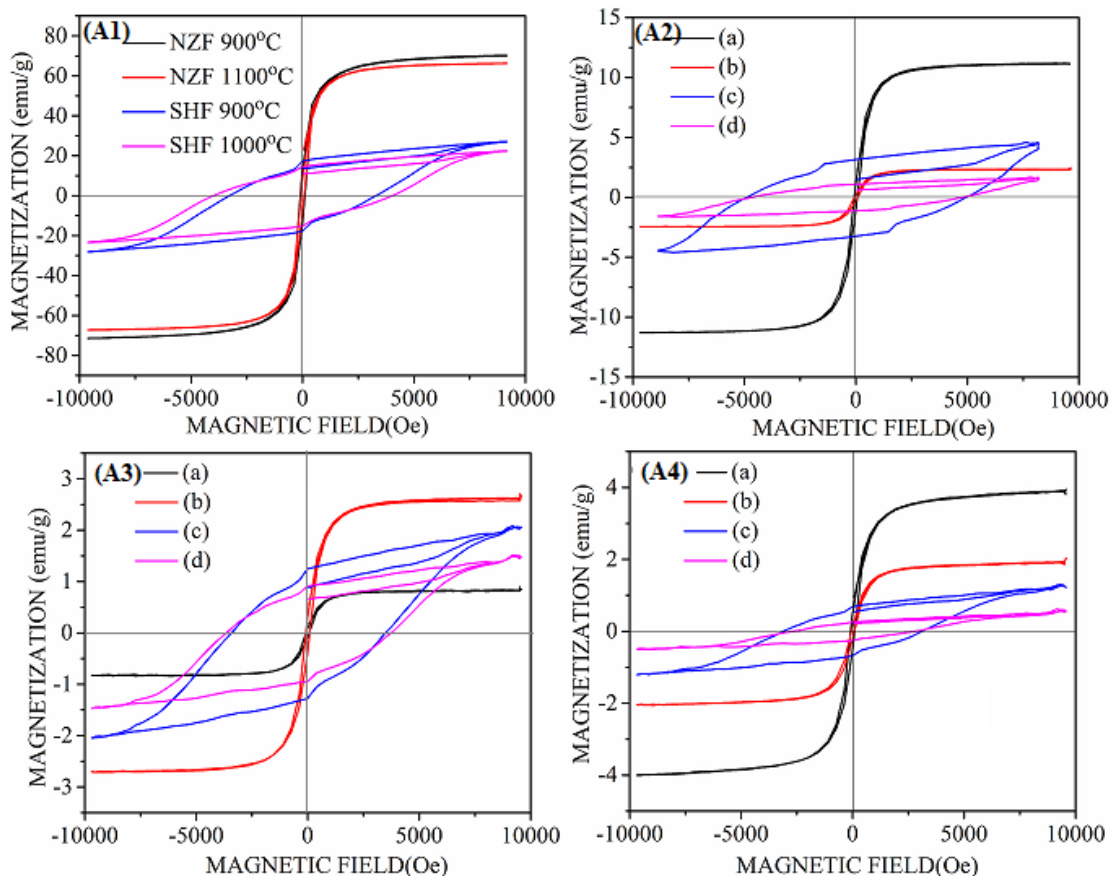 (A1)
NZF 900°C
NZF 1100°C
SHF 900°C
SHF 1000°C
80
60
40
20
0
-20
-40
-60
-80
MAGNETIZATION (emu/g)
-10000 -5000 0 5000 10000
MAGNETIC FIELD(Oe)
(A2)
(a)
(b)
(c)
(d)
15
10
5
0
-5
-10
-15
MAGNETIZATION (emu/g)
-10000 -5000 0 5000 10000
MAGNETIC FIELD(Oe)
(A3)
(a)
(b)
(c)
(d)
3
2
1
0
-1
-2
-3
MAGNETIZATION (emu/g)
-10000 -5000 0 5000 10000
MAGNETIC FIELD(Oe)
(A4)
(a)
(b)
(c)
(d)
4
2
0
-2
-4
MAGNETIZATION (emu/g)
-10000 -5000 0 5000 10000
MAGNETIC FIELD(Oe)